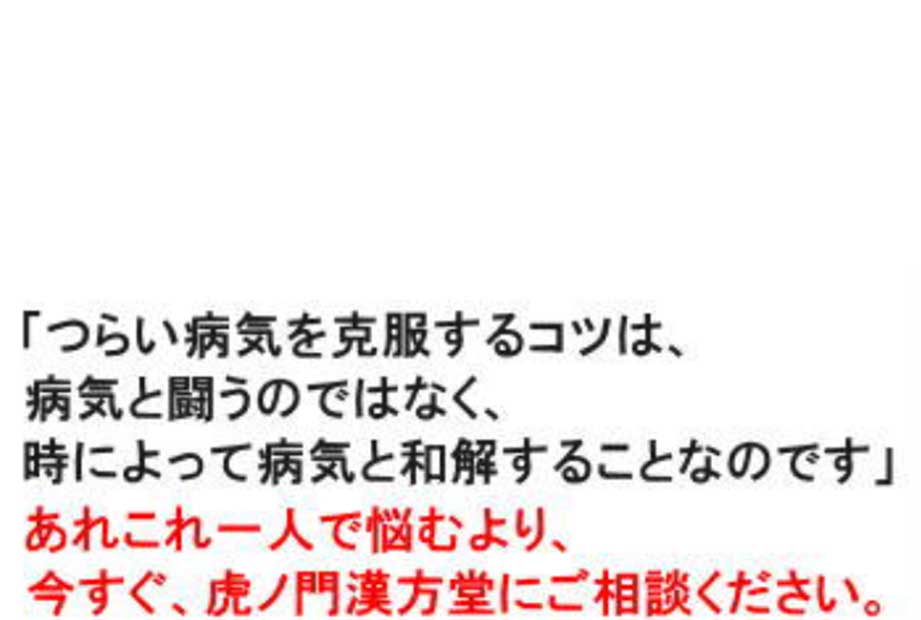 「つらい病気を克服するコツは、
病気と闘うのではなく、
時によって病気と和解することなのです」
あれこれ一人で悩むより、
今すぐ、虎ノ門漢方堂にご相談ください。